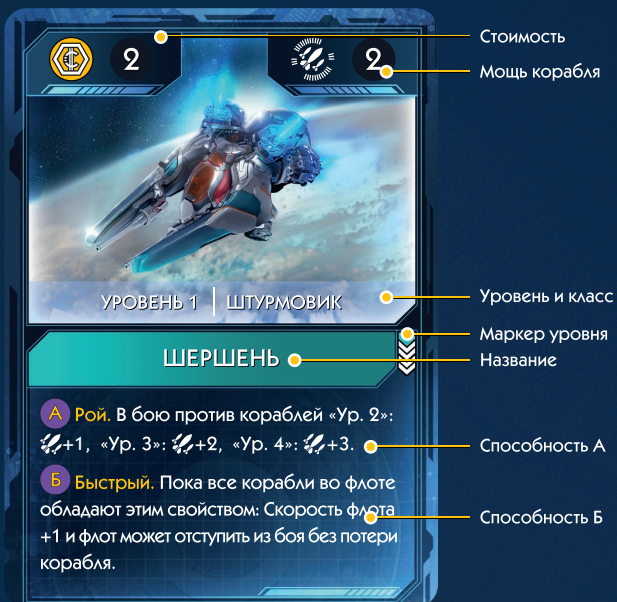 2
2
Стоимость
Мощь корабля
УРОВЕНЬ 1 | ШТУРМОВИК
Уровень и класс
Маркер уровня
ШЕРШЕНЬ
Название
А Рой. В бою против кораблей «Ур. 2»:
+1, «Ур. 3»: +2, «Ур. 4»: +3.
Способность А
Б Быстрый. Пока все корабли во флоте
обладают этим свойством: Скорость флота
+1 и флот может отступить из боя без потери
корабля.
Способность Б